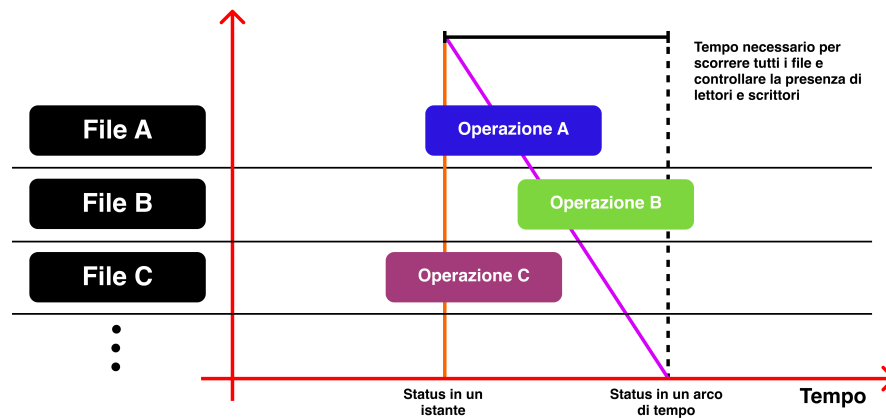 Tempo necessario per
scorrere tutti i file e
controllare la presenza di
lettori e scrittori
File A
Operazione A
File B
Operazione B
File C
Operazione C
Status in un
istante
Status in un arco
di tempo
Tempo